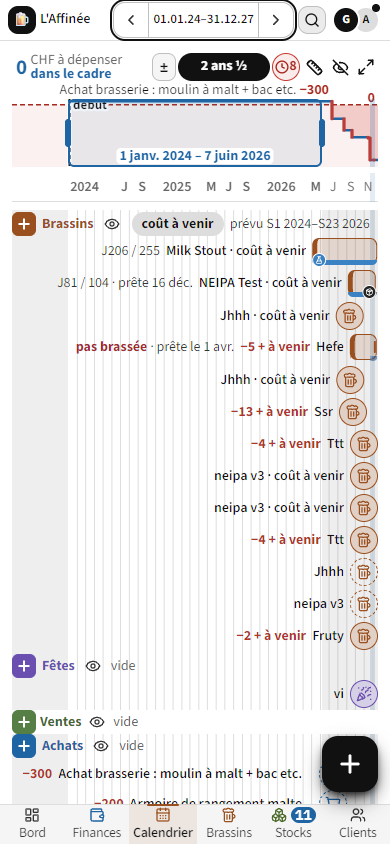 L'Affinée
01.01.24–31.12.27
G
A
0 CHF à dépenser
dans le cadre
±
2 ans ½
8
Achat brasserie : moulin à malt + bac etc. −300
0
début
1 janv. 2024 – 7 juin 2026
2024 J S 2025 M J S 2026 M J S N
Brassins coût à venir prévu S1 2024–S23 2026
J206 / 255 Milk Stout · coût à venir
J81 / 104 · prête 16 déc. NEIPA Test · coût à venir
Jhhh · coût à venir
pas brassée · prête le 1 avr. −5 + à venir Hefe
Jhhh · coût à venir
−13 + à venir Ssr
−4 + à venir Ttt
neipa v3 · coût à venir
neipa v3 · coût à venir
−4 + à venir Ttt
Jhhh
neipa v3
−2 + à venir Fruty
Fêtes vide
vi
Ventes vide
Achats vide
−300 Achat brasserie : moulin à malt + bac etc.
−200 Armoire de rangement malte
Bord
Finances
Calendrier
Brassins
Stocks
11
Clients